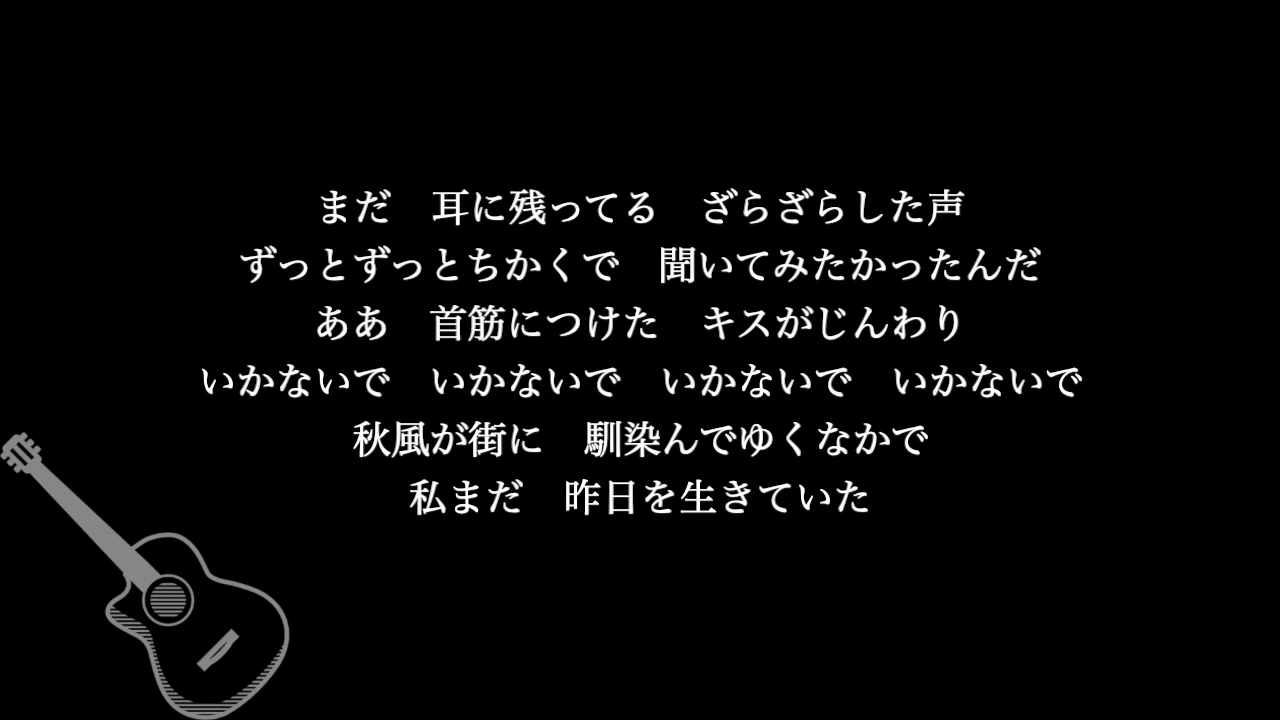 まだ　耳に残ってる　ざらざらした声
ずっとずっとちかくで　聞いてみたかったんだ
ああ　首筋につけた　キスがじんわり
いかないで　いかないで　いかないで　いかないで
秋風が街に　馴染んでゆくなかで
私まだ　昨日を生きていた